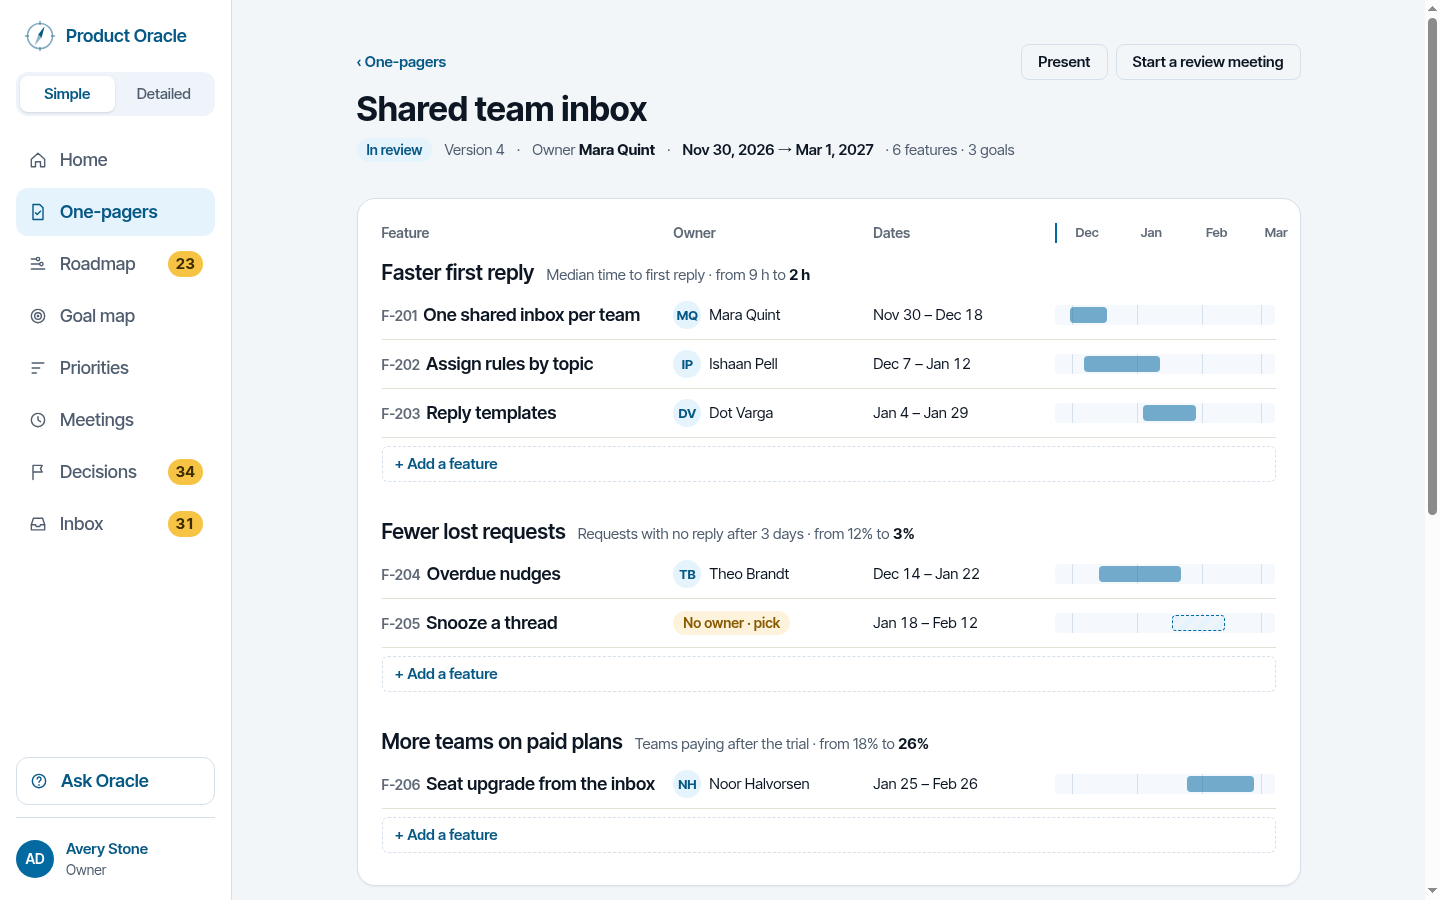 Product Oracle
Simple
Detailed
Home
One-pagers
Roadmap 23
Goal map
Priorities
Meetings
Decisions 34
Inbox 31
Ask Oracle
AD
Avery Stone
Owner
‹ One-pagers
Present
Start a review meeting
Shared team inbox
In review Version 4 · Owner Mara Quint · Nov 30, 2026 → Mar 1, 2027 · 6 features · 3 goals
Feature Owner Dates Dec Jan Feb Mar
Faster first reply Median time to first reply · from 9 h to 2 h
F-201 One shared inbox per team MQ Mara Quint Nov 30 – Dec 18
F-202 Assign rules by topic IP Ishaan Pell Dec 7 – Jan 12
F-203 Reply templates DV Dot Varga Jan 4 – Jan 29
+ Add a feature
Fewer lost requests Requests with no reply after 3 days · from 12% to 3%
F-204 Overdue nudges TB Theo Brandt Dec 14 – Jan 22
F-205 Snooze a thread No owner · pick Jan 18 – Feb 12
+ Add a feature
More teams on paid plans Teams paying after the trial · from 18% to 26%
F-206 Seat upgrade from the inbox NH Noor Halvorsen Jan 25 – Feb 26
+ Add a feature